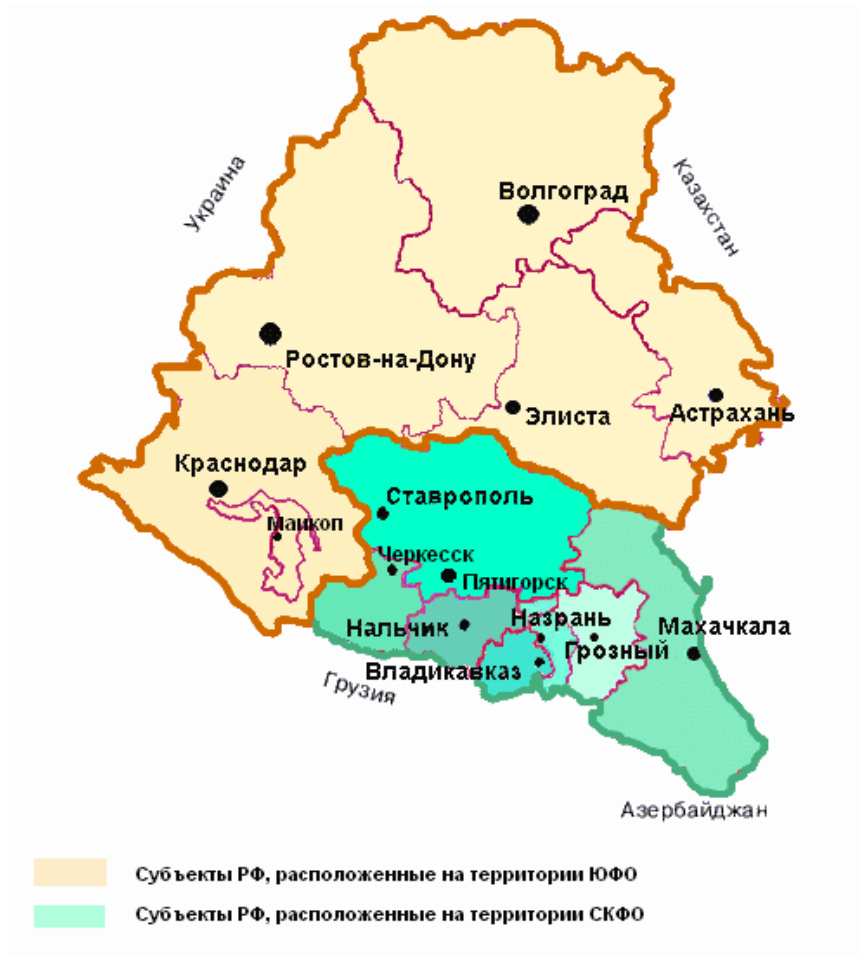 Украина
Казахстан
Волгоград
Ростов-на-Дону
Элиста
Астрахань
Краснодар
Ставрополь
Майкоп
Черкесск
Пятигорск
Назрань
Нальчик
Грозный
Махачкала
Владикавказ
Грузия
Азербайджан
Субъекты РФ, расположенные на территории ЮФО
Субъекты РФ, расположенные на территории СКФО